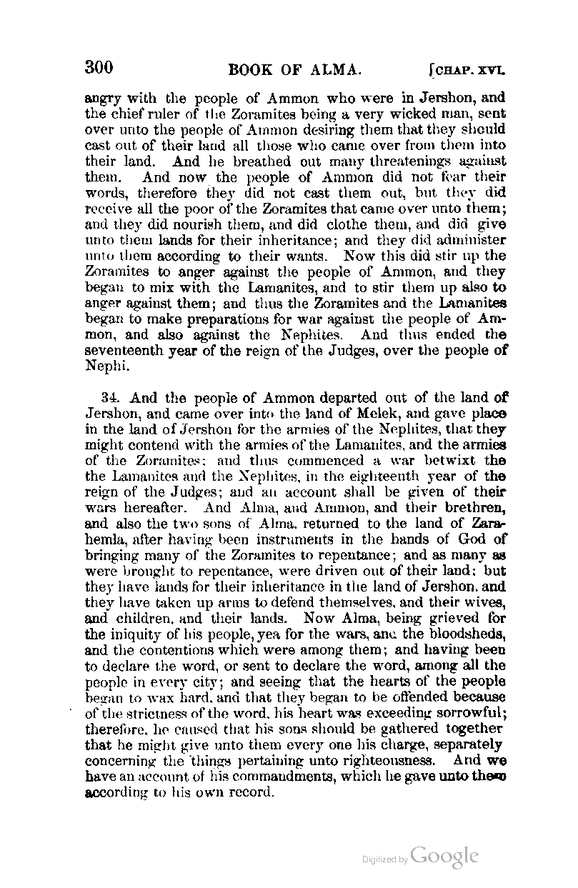 300 BOOK OF ALMA. [CHAP. XVI.
angry with the people of Ammon who were in Jershon, and
the chief ruler of the Zoramites being a very wicked man, sent
over unto the people of Ammon desiring them that they should
cast out of their land all those who came over from them into
their land. And he breathed out many threatenings against
them. And now the people of Ammon did not fear their
words, therefore they did not cast them out, but they did
receive all the poor of the Zoramites that came over unto them;
and they did nourish them, and did clothe them, and did give
unto them lands for their inheritance; and they did administer
unto them according to their wants. Now this did stir up the
Zoramites to anger against the people of Ammon, and they
began to mix with the Lamanites, and to stir them up also to
anger against them; and thus the Zoramites and the Lamanites
began to make preparations for war against the people of Am-
mon, and also against the Nephites. And thus ended the
seventeenth year of the reign of the Judges, over the people of
Nephi.
34. And the people of Ammon departed out of the land of
Jershon, and came over into the land of Melek, and gave place
in the land of Jershon for the armies of the Nephites, that they
might contend with the armies of the Lamanites, and the armies
of the Zoramites; and thus commenced a war betwixt the
the Lamanites and the Nephites, in the eighteenth year of the
reign of the Judges; and an account shall be given of their
wars hereafter. And Alma, and Ammon, and their brethren,
and also the two sons of Alma, returned to the land of Zara-
hemla, after having been instruments in the hands of God of
bringing many of the Zoramites to repentance; and as many as
were brought to repentance, were driven out of their land; but
they have lands for their inheritance in the land of Jershon, and
they have taken up arms to defend themselves, and their wives,
and children, and their lands. Now Alma, being grieved for
the iniquity of his people, yea for the wars, and the bloodsheds,
and the contentions which were among them; and having been
to declare the word, or sent to declare the word, among all the
people in every city; and seeing that the hearts of the people
began to wax hard, and that they began to be offended because
of the strictness of the word, his heart was exceeding sorrowful;
therefore, he caused that his sons should be gathered together
that he might give unto them every one his charge, separately
concerning the things pertaining unto righteousness. And we
have an account of his commandments, which he gave unto them
according to his own record.
Digitized by Google